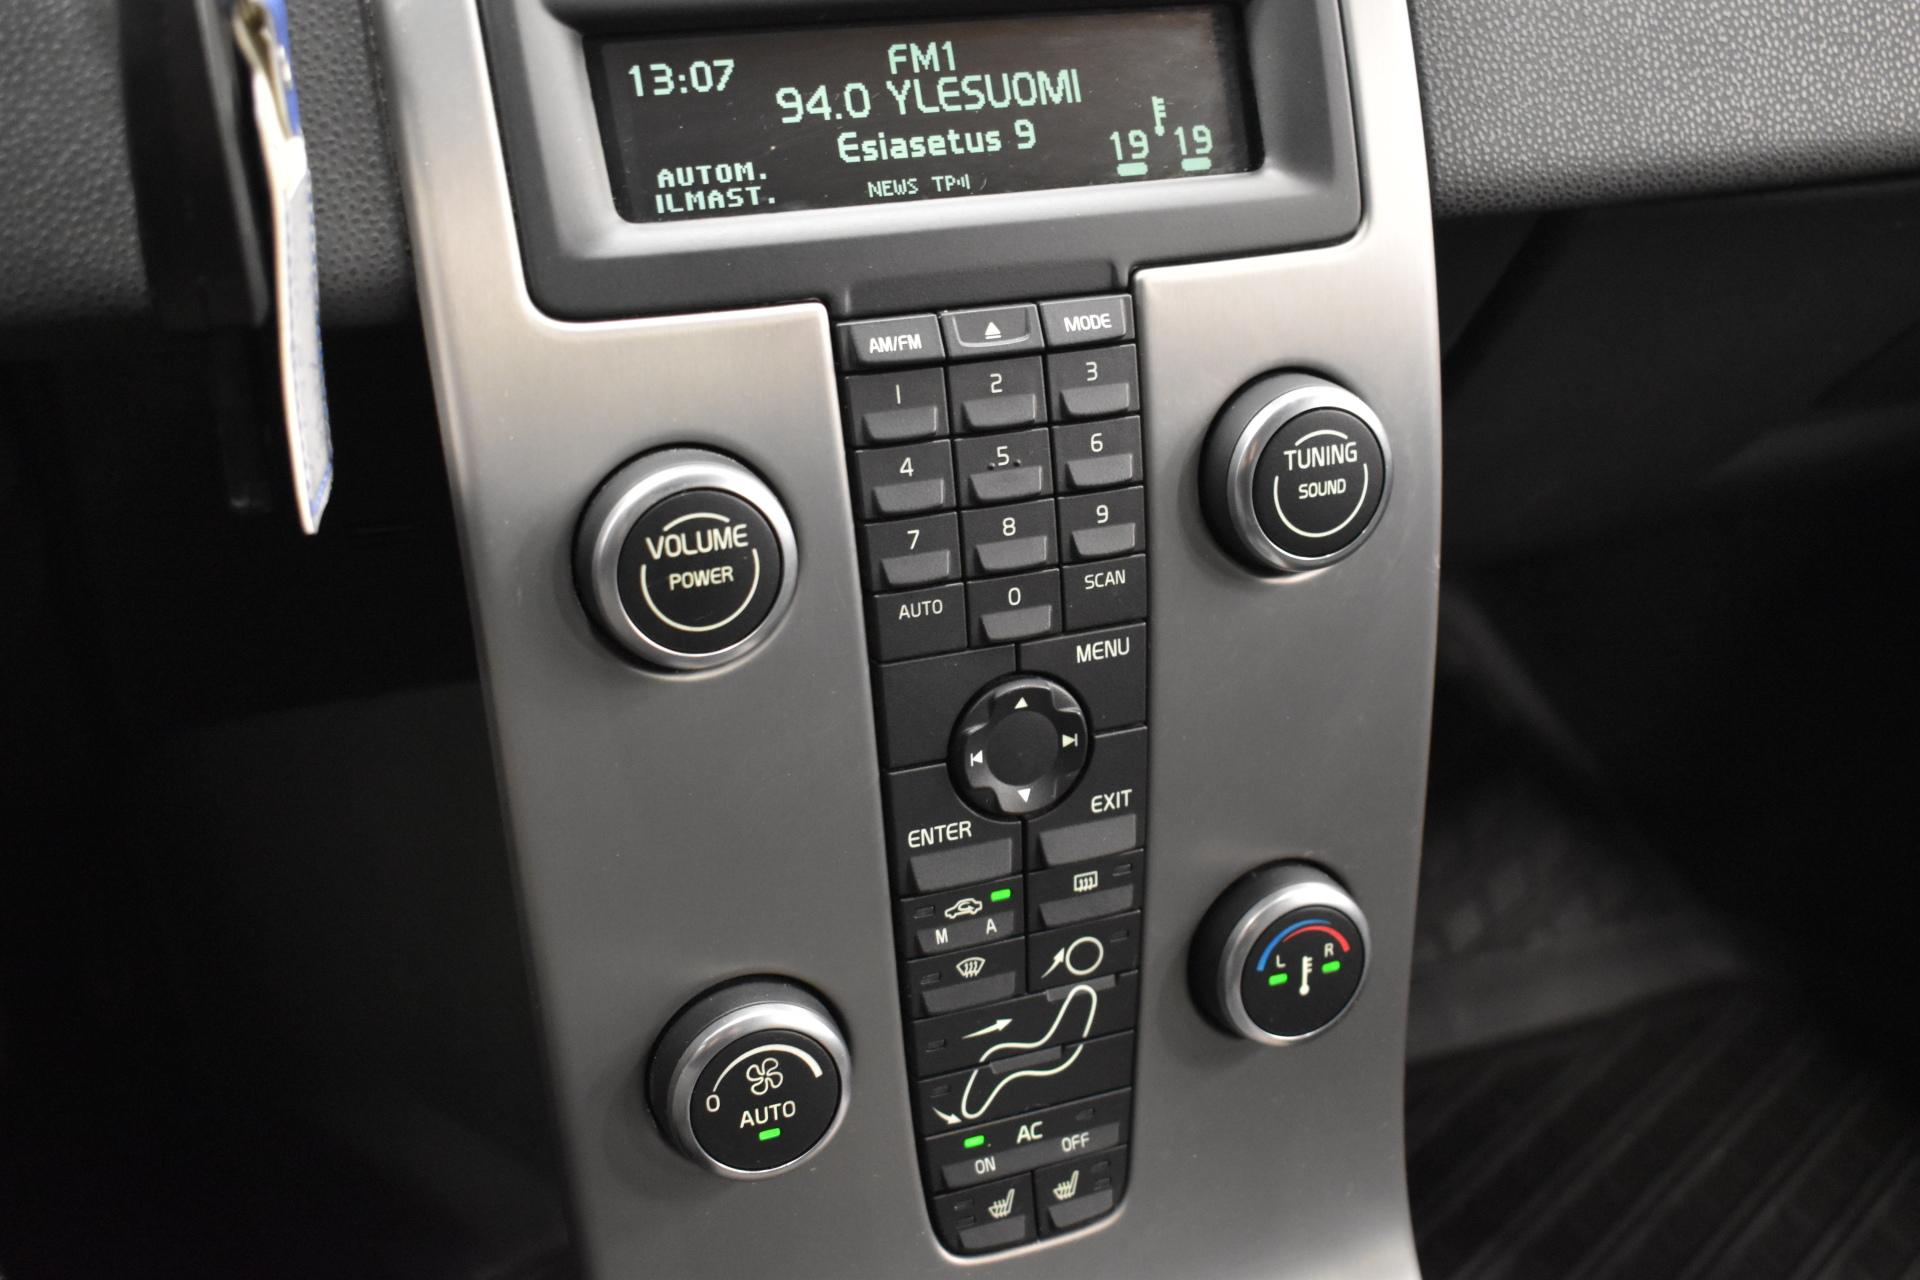 13:07
FM1
94.0 YLESUOMI
Esiasetus 9
19 19
AUTOM.
ILMAST.
NEWS TP
AM/FM MODE
1 2 3
4 5 6
7 8 9
AUTO 0 SCAN
VOLUME
POWER
TUNING
SOUND
MENU
ENTER EXIT
M A
L R
0
AUTO
AC
ON OFF